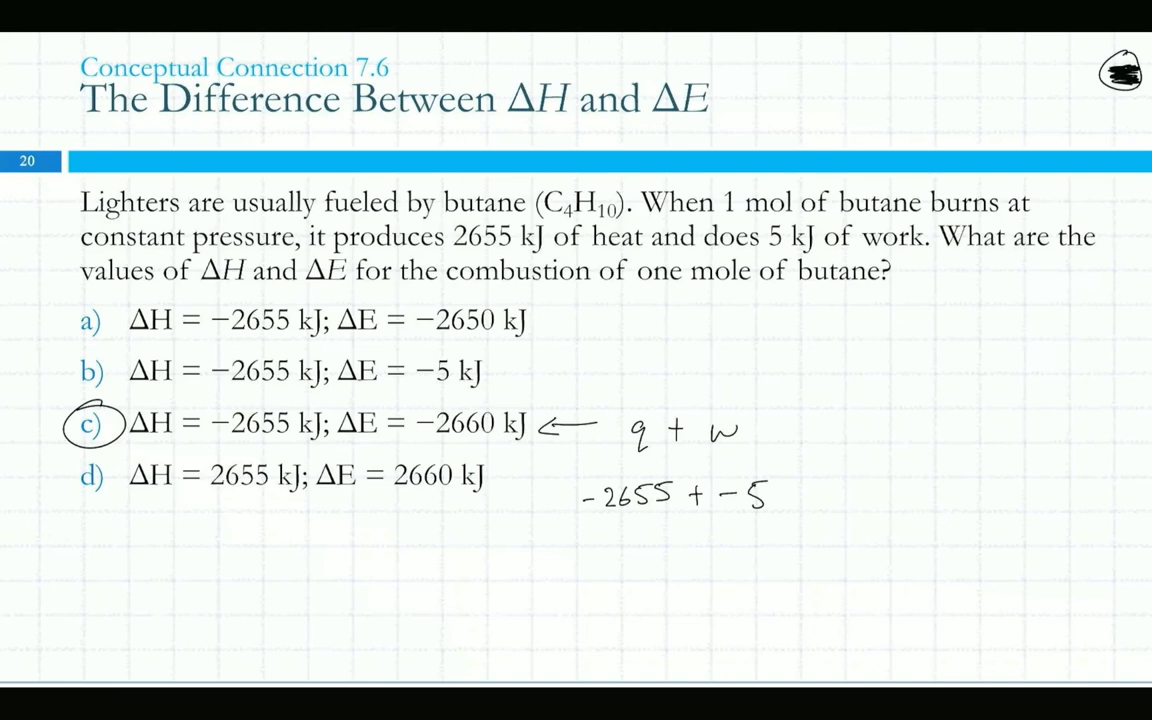 Conceptual Connection 7.6
The Difference Between ΔH and ΔE
20
Lighters are usually fueled by butane (C₄H₁₀). When 1 mol of butane burns at
constant pressure, it produces 2655 kJ of heat and does 5 kJ of work. What are the
values of ΔH and ΔE for the combustion of one mole of butane?
a) ΔH = −2655 kJ; ΔE = −2650 kJ
b) ΔH = −2655 kJ; ΔE = −5 kJ
c) ΔH = −2655 kJ; ΔE = −2660 kJ ← q + w
d) ΔH = 2655 kJ; ΔE = 2660 kJ
-2655 + -5